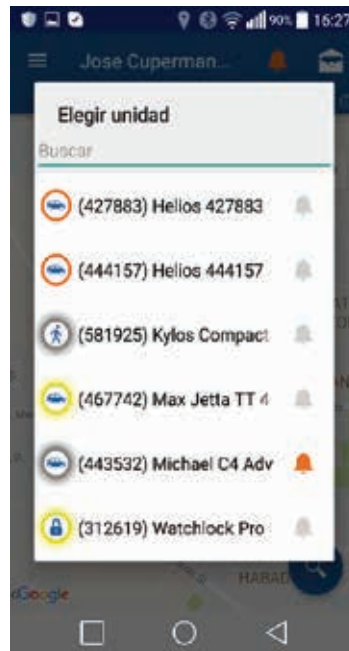 90% 16:27
Jose Cuperman...
Elegir unidad
Buscar
(427883) Helios 427883
(444157) Helios 444157
(581925) Kylos Compact
(467742) Max Jetta TT 4
(443532) Michael C4 Adv
(312619) Watchlock Pro
HABAD
Google